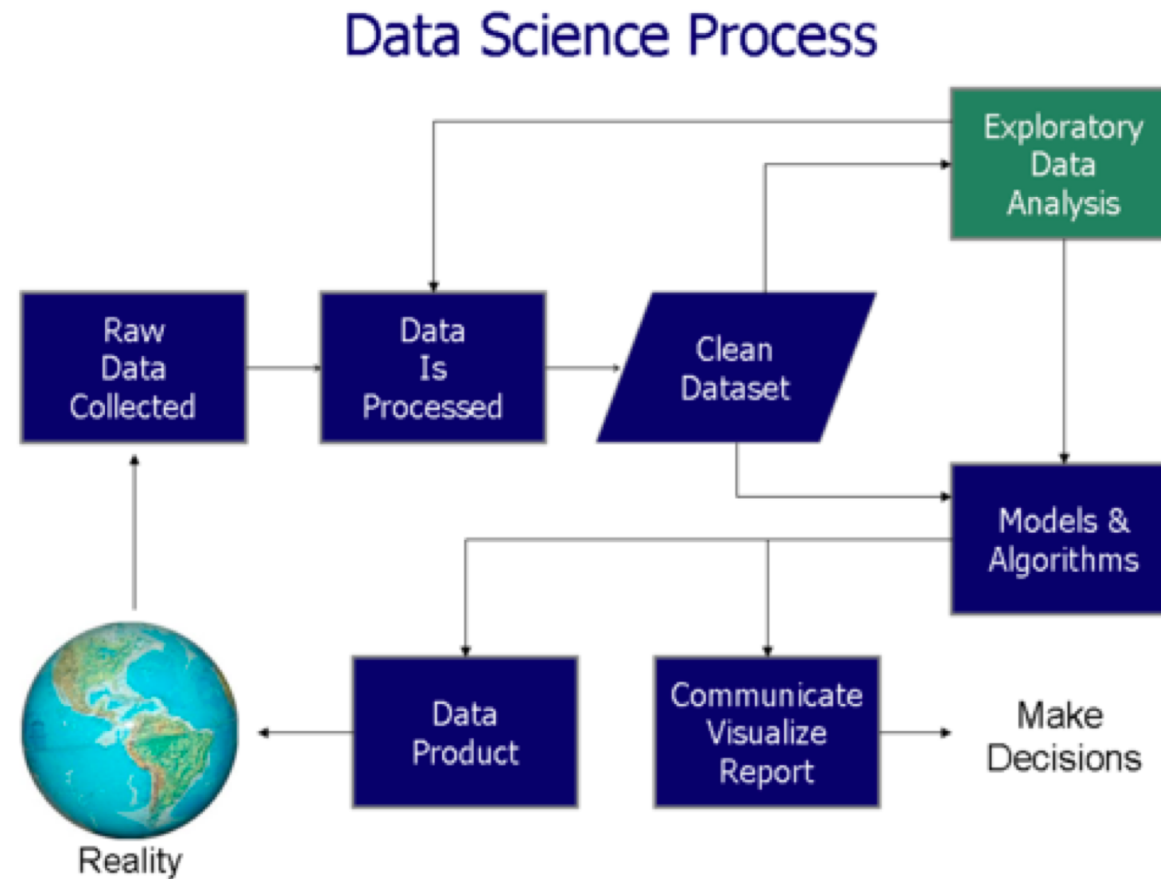 Data Science Process
Exploratory
Data
Analysis
Raw
Data
Collected
Data
Is
Processed
Clean
Dataset
Models &
Algorithms
Data
Product
Communicate
Visualize
Report
Make
Decisions
Reality